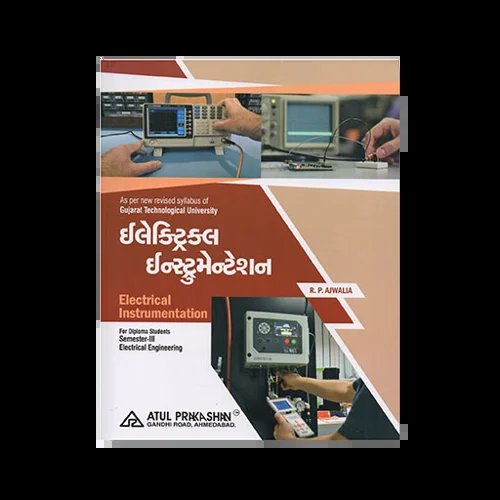 As per new revised syllabus of
Gujarat Technological University
ઈલેક્ટ્રિકલ
ઈન્સ્ટ્રુમેન્ટેશન
R. P. AJWALIA
Electrical
Instrumentation
For Diploma Students
Semester-III
Electrical Engineering
ATUL PRAKASHAN
GANDHI ROAD, AHMEDABAD.